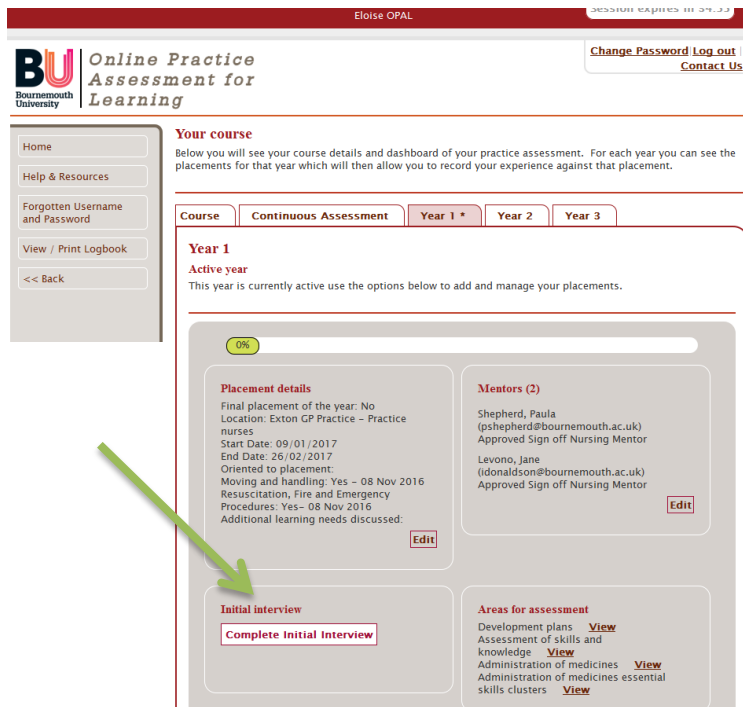 Eloise OPAL
Session expires in 54:55
BU
Bournemouth
University
Online Practice
Assessment for
Learning
Change Password|Log out |
Contact Us
Home
Help & Resources
Forgotten Username
and Password
View / Print Logbook
<< Back
Your course
Below you will see your course details and dashboard of your practice assessment. For each year you can see the
placements for that year which will then allow you to record your experience against that placement.
Course
Continuous Assessment
Year 1 *
Year 2
Year 3
Year 1
Active year
This year is currently active use the options below to add and manage your placements.
0%
Placement details
Final placement of the year: No
Location: Exton GP Practice – Practice
nurses
Start Date: 09/01/2017
End Date: 26/02/2017
Oriented to placement:
Moving and handling: Yes – 08 Nov 2016
Resuscitation, Fire and Emergency
Procedures: Yes– 08 Nov 2016
Additional learning needs discussed:
Edit
Mentors (2)
Shepherd, Paula
(pshepherd@bournemouth.ac.uk)
Approved Sign off Nursing Mentor
Levono, Jane
(idonaldson@bournemouth.ac.uk)
Approved Sign off Nursing Mentor
Edit
Initial interview
Complete Initial Interview
Areas for assessment
Development plans View
Assessment of skills and
knowledge View
Administration of medicines View
Administration of medicines essential
skills clusters View